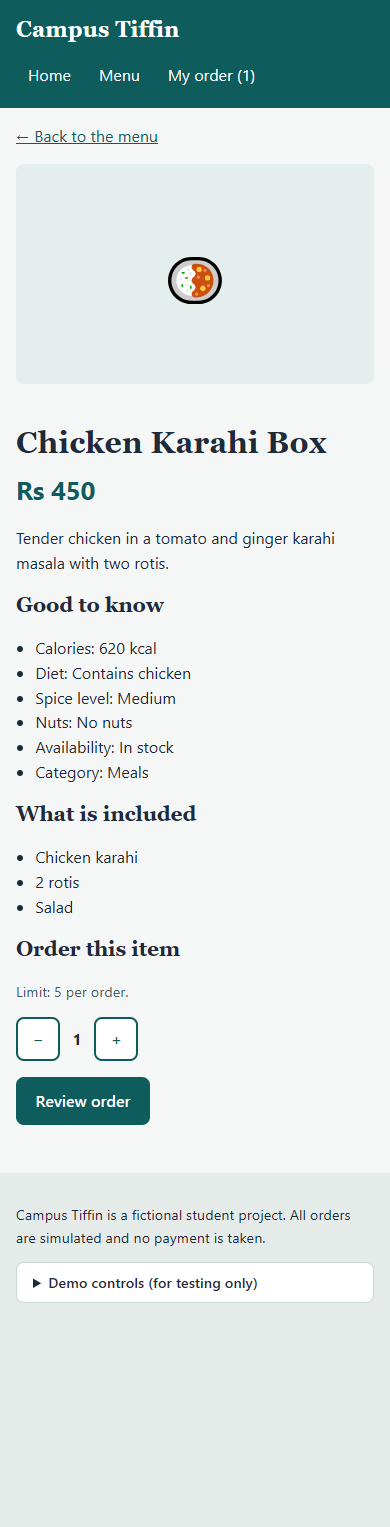 Campus Tiffin
Home Menu My order (1)
← Back to the menu
Chicken Karahi Box
Rs 450
Tender chicken in a tomato and ginger karahi
masala with two rotis.
Good to know
• Calories: 620 kcal
• Diet: Contains chicken
• Spice level: Medium
• Nuts: No nuts
• Availability: In stock
• Category: Meals
What is included
• Chicken karahi
• 2 rotis
• Salad
Order this item
Limit: 5 per order.
− 1 +
Review order
Campus Tiffin is a fictional student project. All orders
are simulated and no payment is taken.
▶ Demo controls (for testing only)